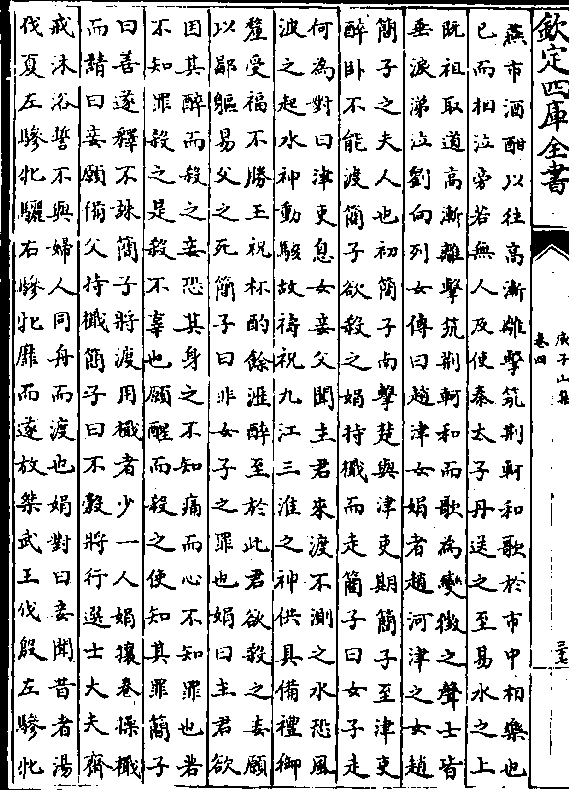 欽定四庫全書
庾子山集
卷四
燕市酒酣以往高漸離擊筑荆軻和歌於市中相樂也
已而相泣旁若無人及使秦太子丹送之至易水之上
既祖取道高漸離擊筑荆軻和而歌為變徵之聲士皆
垂淚涕泣劉向列女傳曰趙津女娟者趙河津之女趙
簡子之夫人也初簡子南擊楚與津吏期簡子至津吏
醉卧不能渡簡子欲殺之娟持檝而走簡子曰女子走
何為對曰津吏息女妾父聞主君來渡不測之水恐風
波之起水神動駭故禱祝九江三淮之神供具備禮御
釐受福不勝王祝杯酌餘瀝醉至於此君欲殺之妾願
以鄙軀易父之死簡子曰非女子之罪也娟曰主君欲
因其醉而殺之妾恐其身之不知痛而心不知罪也若
不知罪殺之是殺不辜也願醒而殺之使知其罪簡子
曰善遂釋不誅簡子將渡用檝者少一人娟攘卷操檝
而請曰妾願備父持檝簡子曰不穀將行選士大夫齊
戒沐浴誓不與婦人同舟而渡也娟對曰妾聞昔者湯
伐夏左驂牝驪右驂牝靡而遂放桀武王伐殷左驂牝